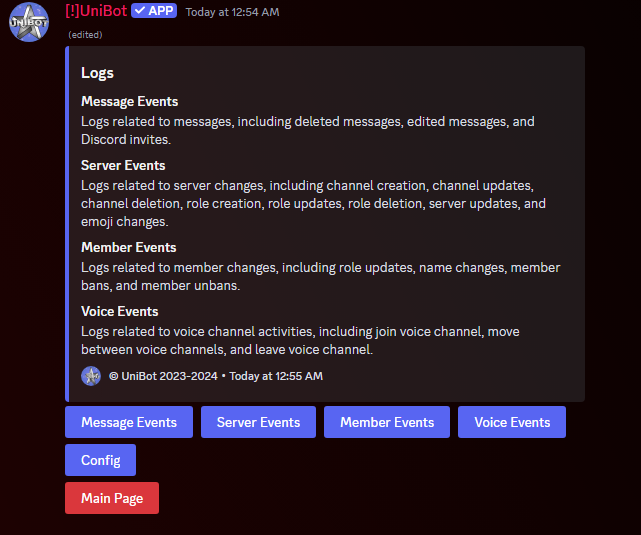 UNIBOT
[!]UniBot ✓ APP Today at 12:54 AM
(edited)
Logs
Message Events
Logs related to messages, including deleted messages, edited messages, and
Discord invites.
Server Events
Logs related to server changes, including channel creation, channel updates,
channel deletion, role creation, role updates, role deletion, server updates, and
emoji changes.
Member Events
Logs related to member changes, including role updates, name changes, member
bans, and member unbans.
Voice Events
Logs related to voice channel activities, including join voice channel, move
between voice channels, and leave voice channel.
© UniBot 2023-2024 • Today at 12:55 AM
Message Events Server Events Member Events Voice Events
Config
Main Page